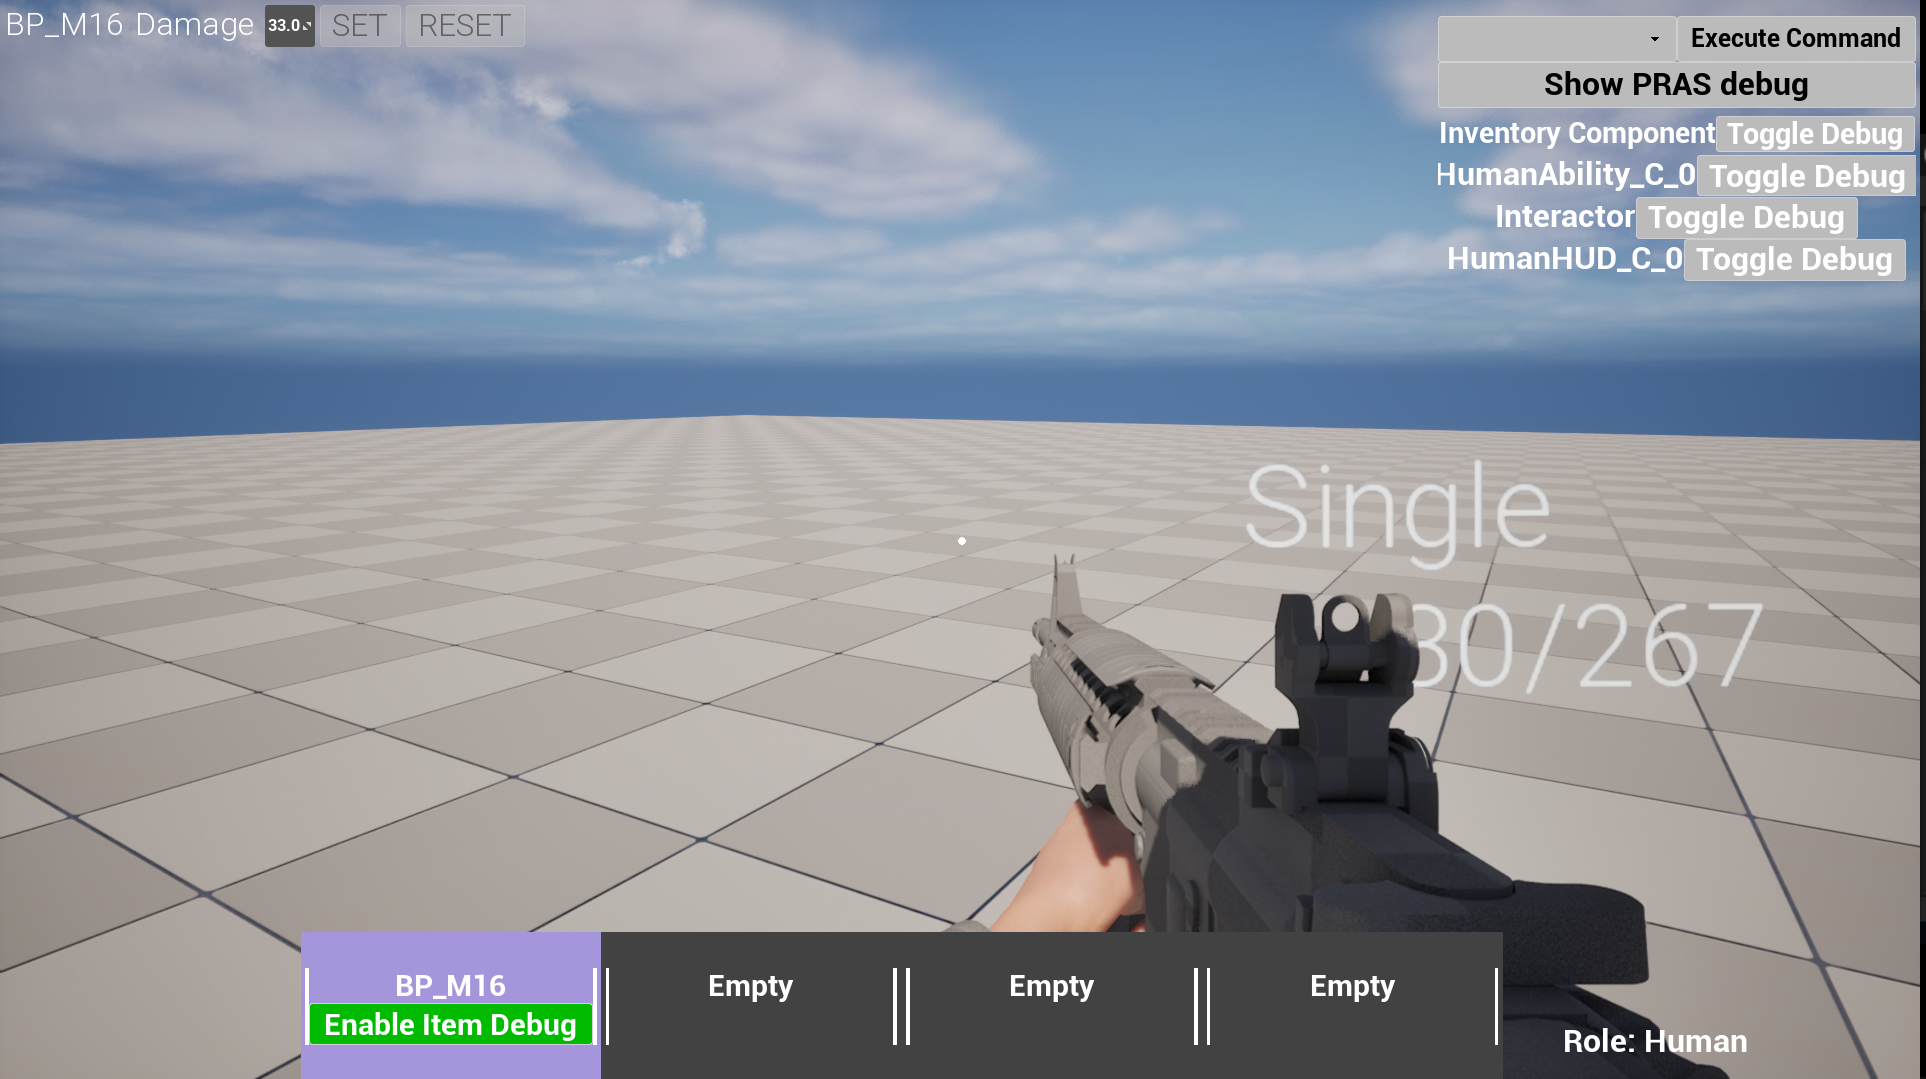 BP_M16 Damage 33.0 SET RESET
Execute Command
Show PRAS debug
Inventory Component Toggle Debug
HumanAbility_C_0 Toggle Debug
Interactor Toggle Debug
HumanHUD_C_0 Toggle Debug
Single
30/267
BP_M16 Empty Empty Empty
Enable Item Debug
Role: Human